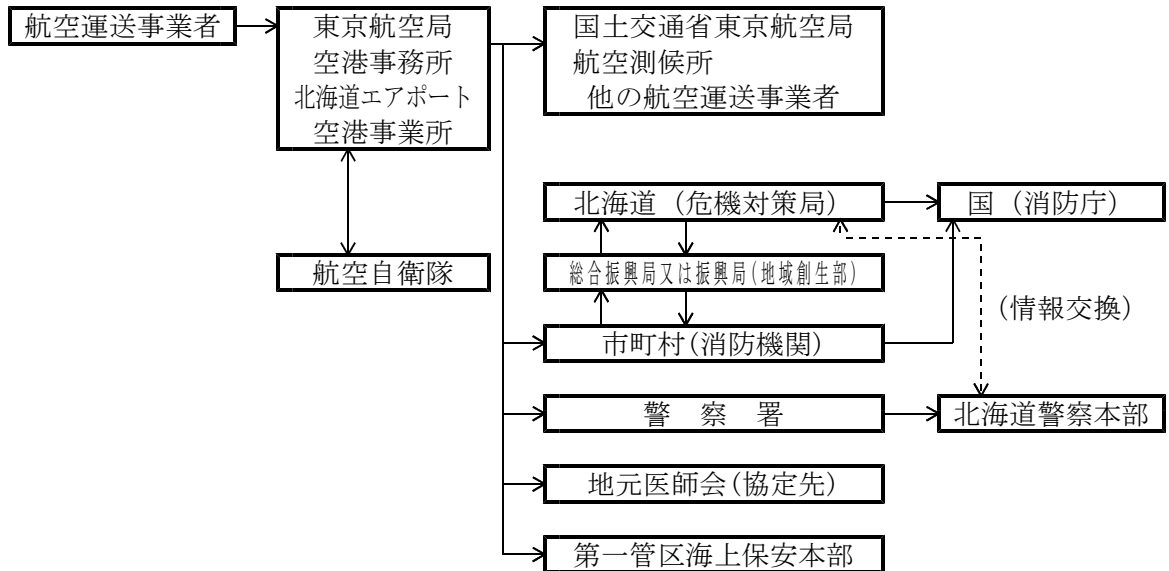 航空運送事業者
東京航空局
空港事務所
北海道エアポート
空港事業所
国土交通省東京航空局
航空測候所
他の航空運送事業者
航空自衛隊
北海道（危機対策局）
国（消防庁）
総合振興局又は振興局(地域創生部)
市町村(消防機関)
（情報交換）
警　察　署
北海道警察本部
地元医師会(協定先)
第一管区海上保安本部